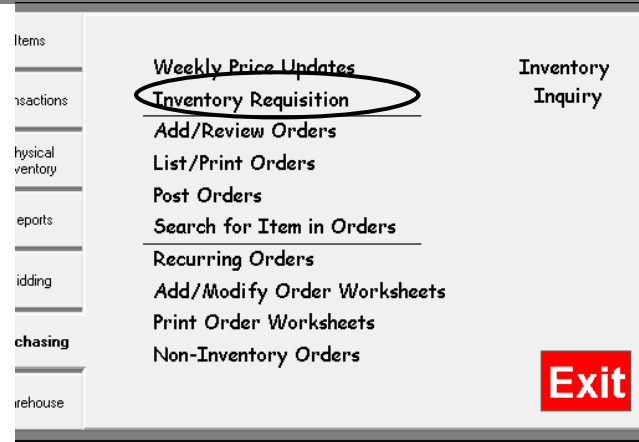 Items
nsactions
hysical
ventory
eports
idding
chasing
rehouse
Weekly Price Updates
Inventory Requisition
Add/Review Orders
List/Print Orders
Post Orders
Search for Item in Orders
Recurring Orders
Add/Modify Order Worksheets
Print Order Worksheets
Non-Inventory Orders
Inventory
Inquiry
Exit